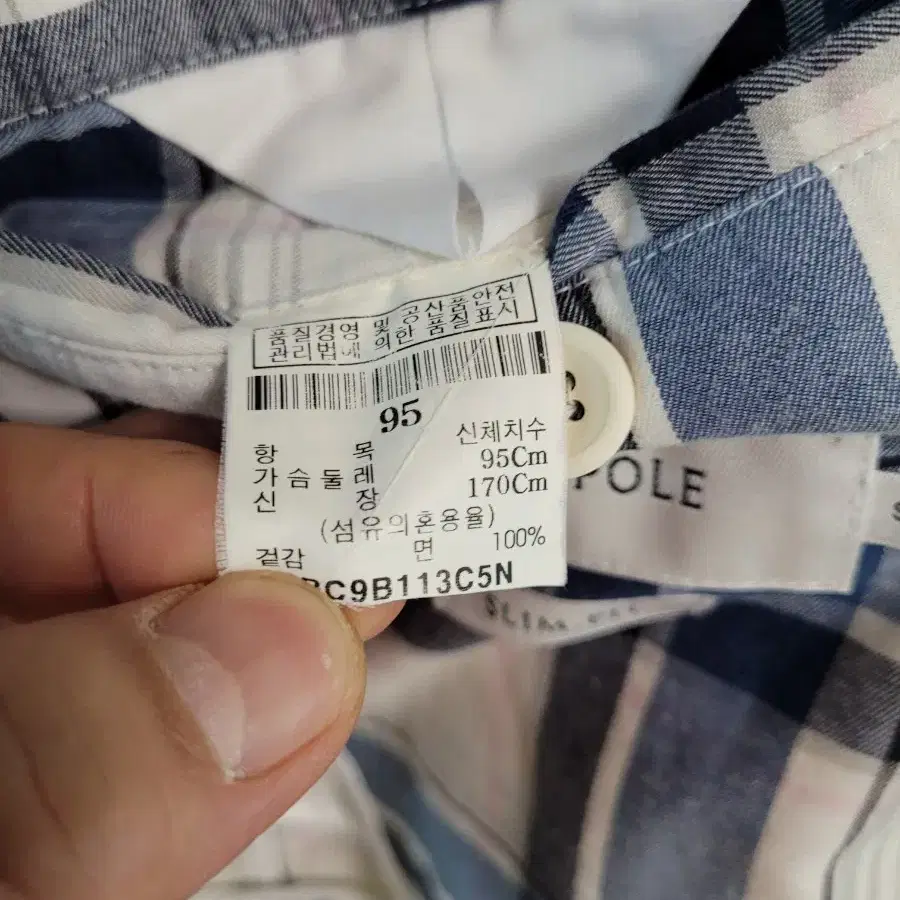 품질경영 및 공산품안전
관리법에 의한 품질표시
95
항 목 신체치수
가슴둘레 95Cm
신 장 170Cm
(섬유의혼용율)
겉감 면 100%
C9B113C5N
POLE
SLIM